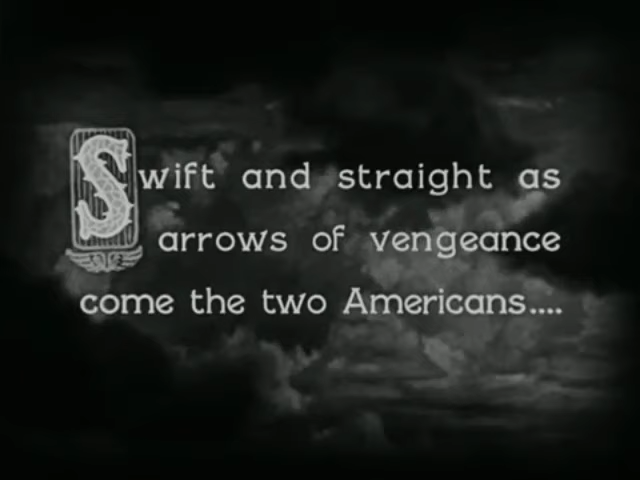 Swift and straight as
arrows of vengeance
come the two Americans....